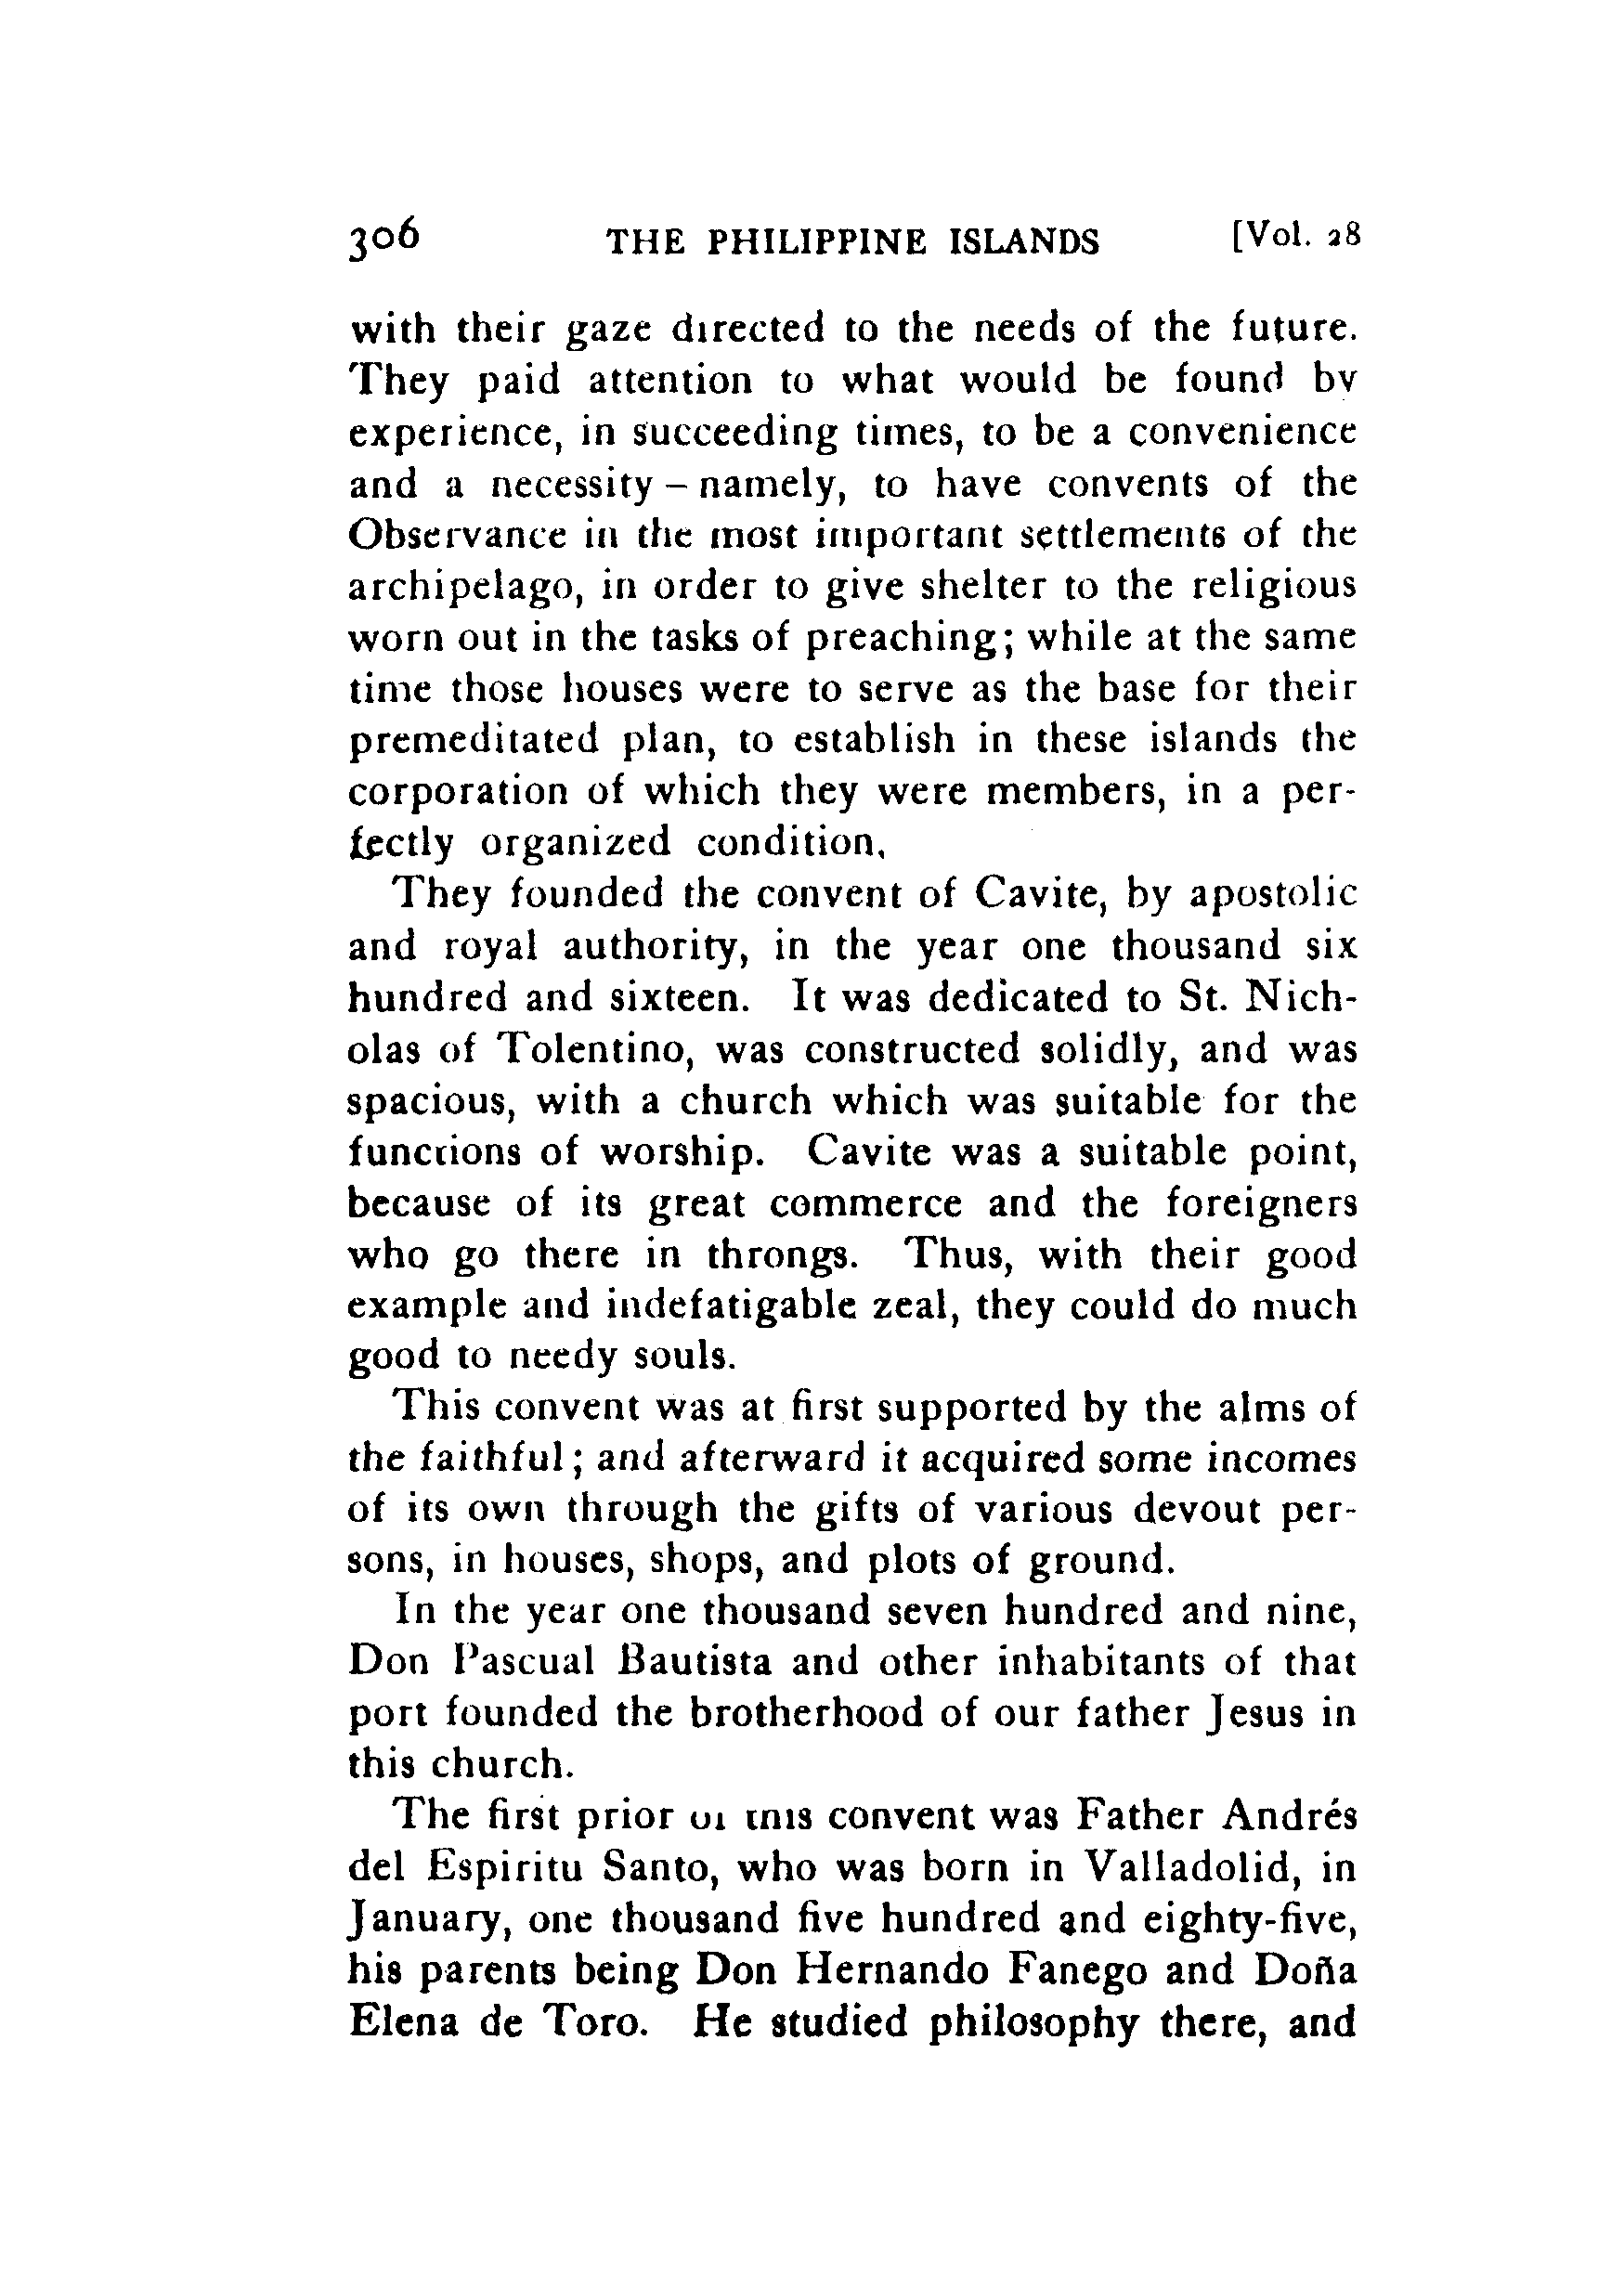 306 THE PHILIPPINE ISLANDS [Vol. 28
with their gaze directed to the needs of the future.
They paid attention to what would be found by
experience, in succeeding times, to be a convenience
and a necessity – namely, to have convents of the
Observance in the most important settlements of the
archipelago, in order to give shelter to the religious
worn out in the tasks of preaching; while at the same
time those houses were to serve as the base for their
premeditated plan, to establish in these islands the
corporation of which they were members, in a per-
fectly organized condition.
They founded the convent of Cavite, by apostolic
and royal authority, in the year one thousand six
hundred and sixteen. It was dedicated to St. Nich-
olas of Tolentino, was constructed solidly, and was
spacious, with a church which was suitable for the
functions of worship. Cavite was a suitable point,
because of its great commerce and the foreigners
who go there in throngs. Thus, with their good
example and indefatigable zeal, they could do much
good to needy souls.
This convent was at first supported by the alms of
the faithful; and afterward it acquired some incomes
of its own through the gifts of various devout per-
sons, in houses, shops, and plots of ground.
In the year one thousand seven hundred and nine,
Don Pascual Bautista and other inhabitants of that
port founded the brotherhood of our father Jesus in
this church.
The first prior of this convent was Father Andrés
del Espiritu Santo, who was born in Valladolid, in
January, one thousand five hundred and eighty-five,
his parents being Don Hernando Fanego and Doña
Elena de Toro. He studied philosophy there, and